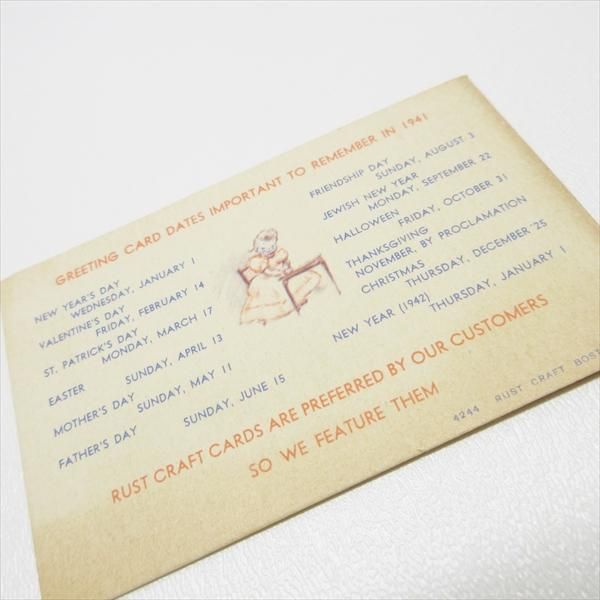 GREETING CARD DATES IMPORTANT TO REMEMBER IN 1941
NEW YEAR'S DAY
WEDNESDAY, JANUARY 1
VALENTINE'S DAY
FRIDAY, FEBRUARY 14
ST. PATRICK'S DAY
MONDAY, MARCH 17
EASTER SUNDAY, APRIL 13
MOTHER'S DAY SUNDAY, MAY 11
FATHER'S DAY SUNDAY, JUNE 15
FRIENDSHIP DAY
SUNDAY, AUGUST 3
JEWISH NEW YEAR
MONDAY, SEPTEMBER 22
HALLOWEEN
FRIDAY, OCTOBER 31
THANKSGIVING
NOVEMBER, BY PROCLAMATION
CHRISTMAS
THURSDAY, DECEMBER 25
NEW YEAR (1942)
THURSDAY, JANUARY 1
RUST CRAFT CARDS ARE PREFERRED BY OUR CUSTOMERS
SO WE FEATURE THEM
4244 RUST CRAFT BOST